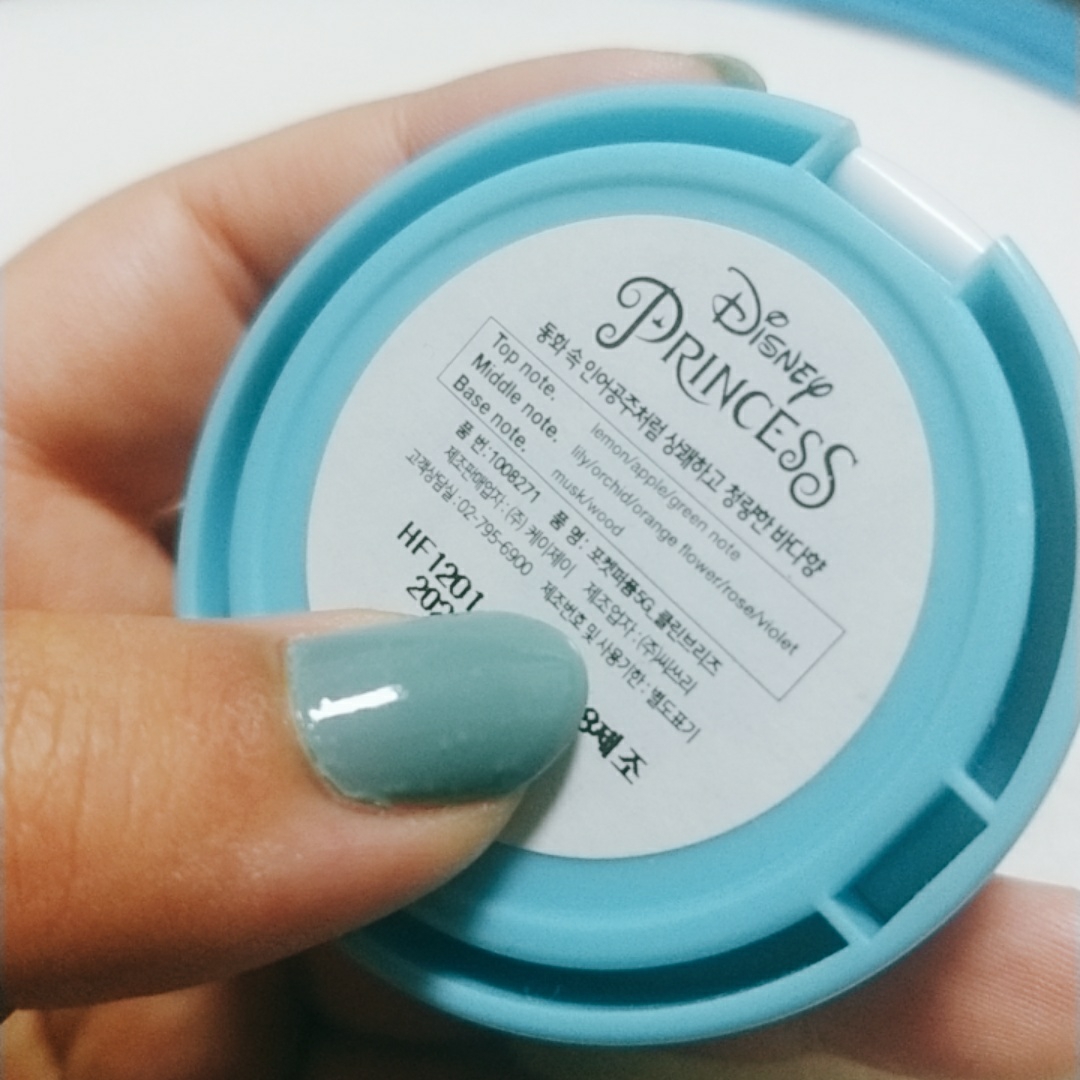 Disney
PRINCESS
동화 속 인어공주처럼 상쾌하고 청량한 바다향
Top note. lemon/apple/green note
Middle note. lily/orchid/orange flower/rose/violet
Base note. musk/wood
품 번:1008271 품 명: 포켓퍼퓸5G_쿨린브리즈
제조판매업자: (주) 케이제이 제조업자: (주)씨쓰리
고객상담실: 02-795-6900 제조번호 및 사용기한: 별도표기
HF1201
제 조